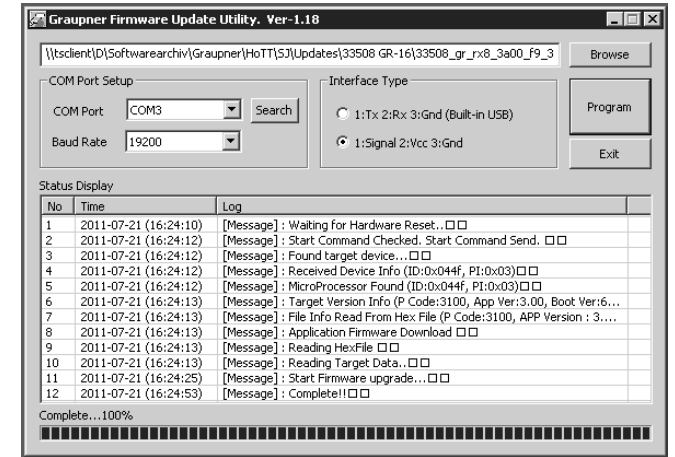 Graupner Firmware Update Utility. Ver-1.18
\\tsclient\D\Softwarearchiv\Graupner\HoTT\SJ\Updates\33508 GR-16\33508_gr_rx8_3a00_f9_3
Browse
COM Port Setup
Interface Type
COM Port
COM3
Search
1:Tx 2:Rx 3:Gnd (Built-in USB)
Program
Baud Rate
19200
1:Signal 2:Vcc 3:Gnd
Exit
Status Display
No Time Log
1 2011-07-21 (16:24:10) [Message] : Waiting for Hardware Reset..□□
2 2011-07-21 (16:24:12) [Message] : Start Command Checked. Start Command Send. □□
3 2011-07-21 (16:24:12) [Message] : Found target device...□□
4 2011-07-21 (16:24:12) [Message] : Received Device Info (ID:0x044f, PI:0x03)□□
5 2011-07-21 (16:24:12) [Message] : MicroProcessor Found (ID:0x044f, PI:0x03)□□
6 2011-07-21 (16:24:13) [Message] : Target Version Info (P Code:3100, App Ver:3.00, Boot Ver:6...
7 2011-07-21 (16:24:13) [Message] : File Info Read From Hex File (P Code:3100, APP Version : 3....
8 2011-07-21 (16:24:13) [Message] : Application Firmware Download □□
9 2011-07-21 (16:24:13) [Message] : Reading HexFile □□
10 2011-07-21 (16:24:13) [Message] : Reading Target Data..□□
11 2011-07-21 (16:24:25) [Message] : Start Firmware upgrade...□□
12 2011-07-21 (16:24:53) [Message] : Complete!!□□
Complete...100%